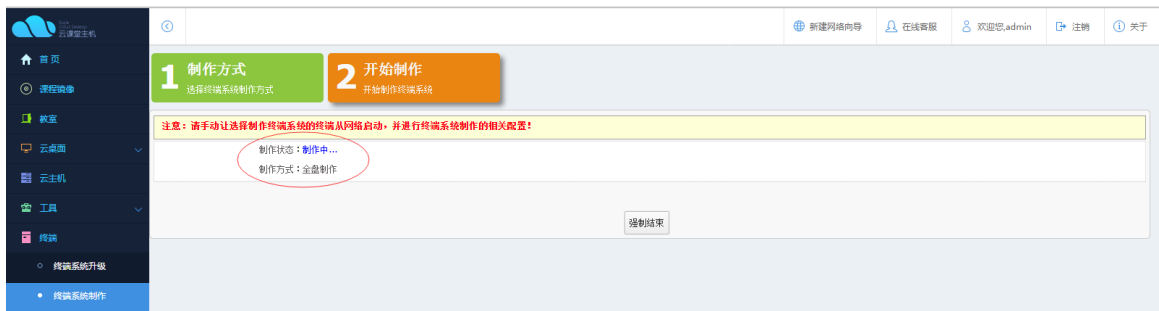 云课堂主机
新建网络向导
在线客服
欢迎您,admin
注销
关于
首页
课程镜像
教室
云桌面
云主机
工具
终端
终端系统升级
终端系统制作
1 制作方式
选择终端系统制作方式
2 开始制作
开始制作终端系统
注意：请手动让选择制作终端系统的终端从网络启动，并进行终端系统制作的相关配置！
制作状态：制作中...
制作方式：全盘制作
强制结束